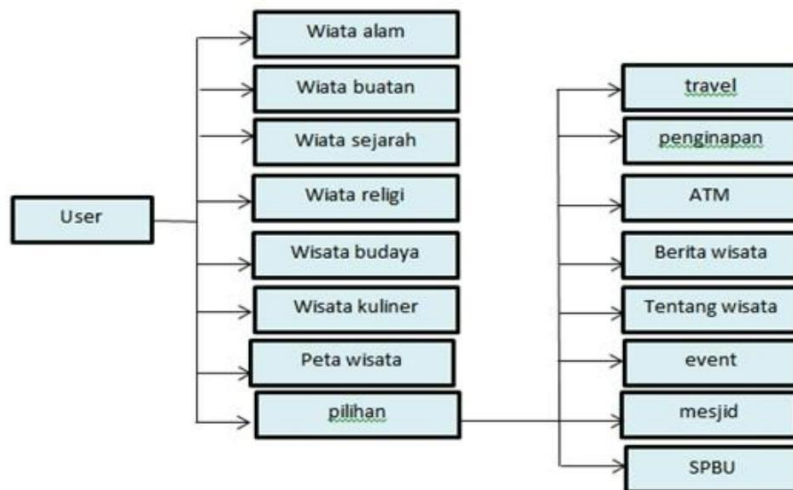 User
Wiata alam
Wiata buatan
Wiata sejarah
Wiata religi
Wisata budaya
Wisata kuliner
Peta wisata
pilihan
travel
penginapan
ATM
Berita wisata
Tentang wisata
event
mesjid
SPBU